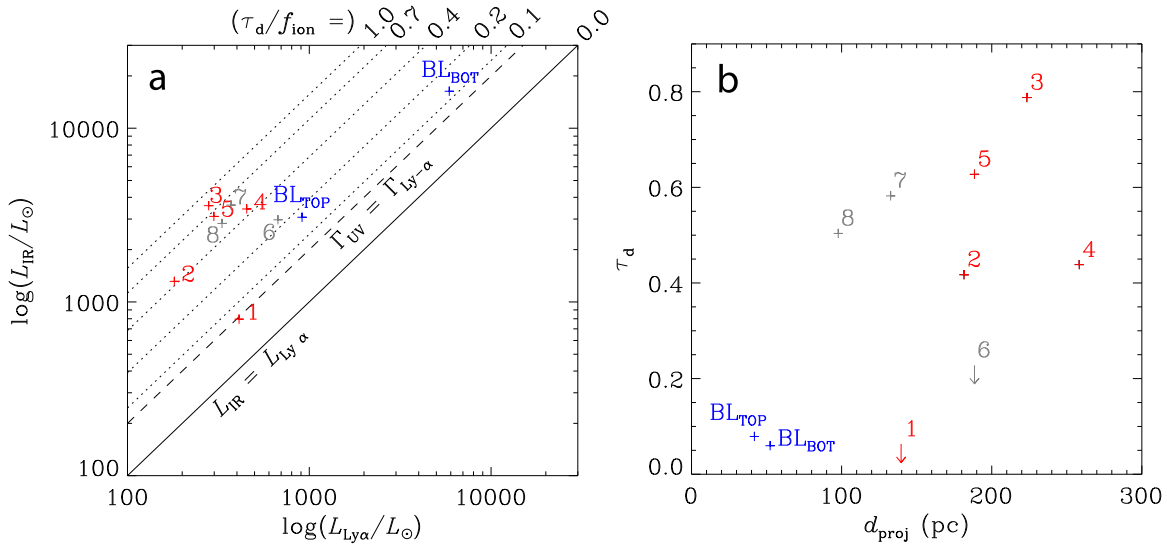 (τd/fion =) 1.0 0.7 0.4 0.2 0.1 0.0
a
BLBOT
10000
3 7
5 4 BLTOP
8 6
ΓUV = ΓLy-α
2
1000
1
LIR = LLy α
100
100 1000 10000
log(LIR/L⊙)
log(LLyα/L⊙)
b
0.8
3
5
0.6
7
8
2 4
0.4
6
0.2
BLTOP 1
BLBOT
0.0
0 100 200 300
τd
dproj (pc)